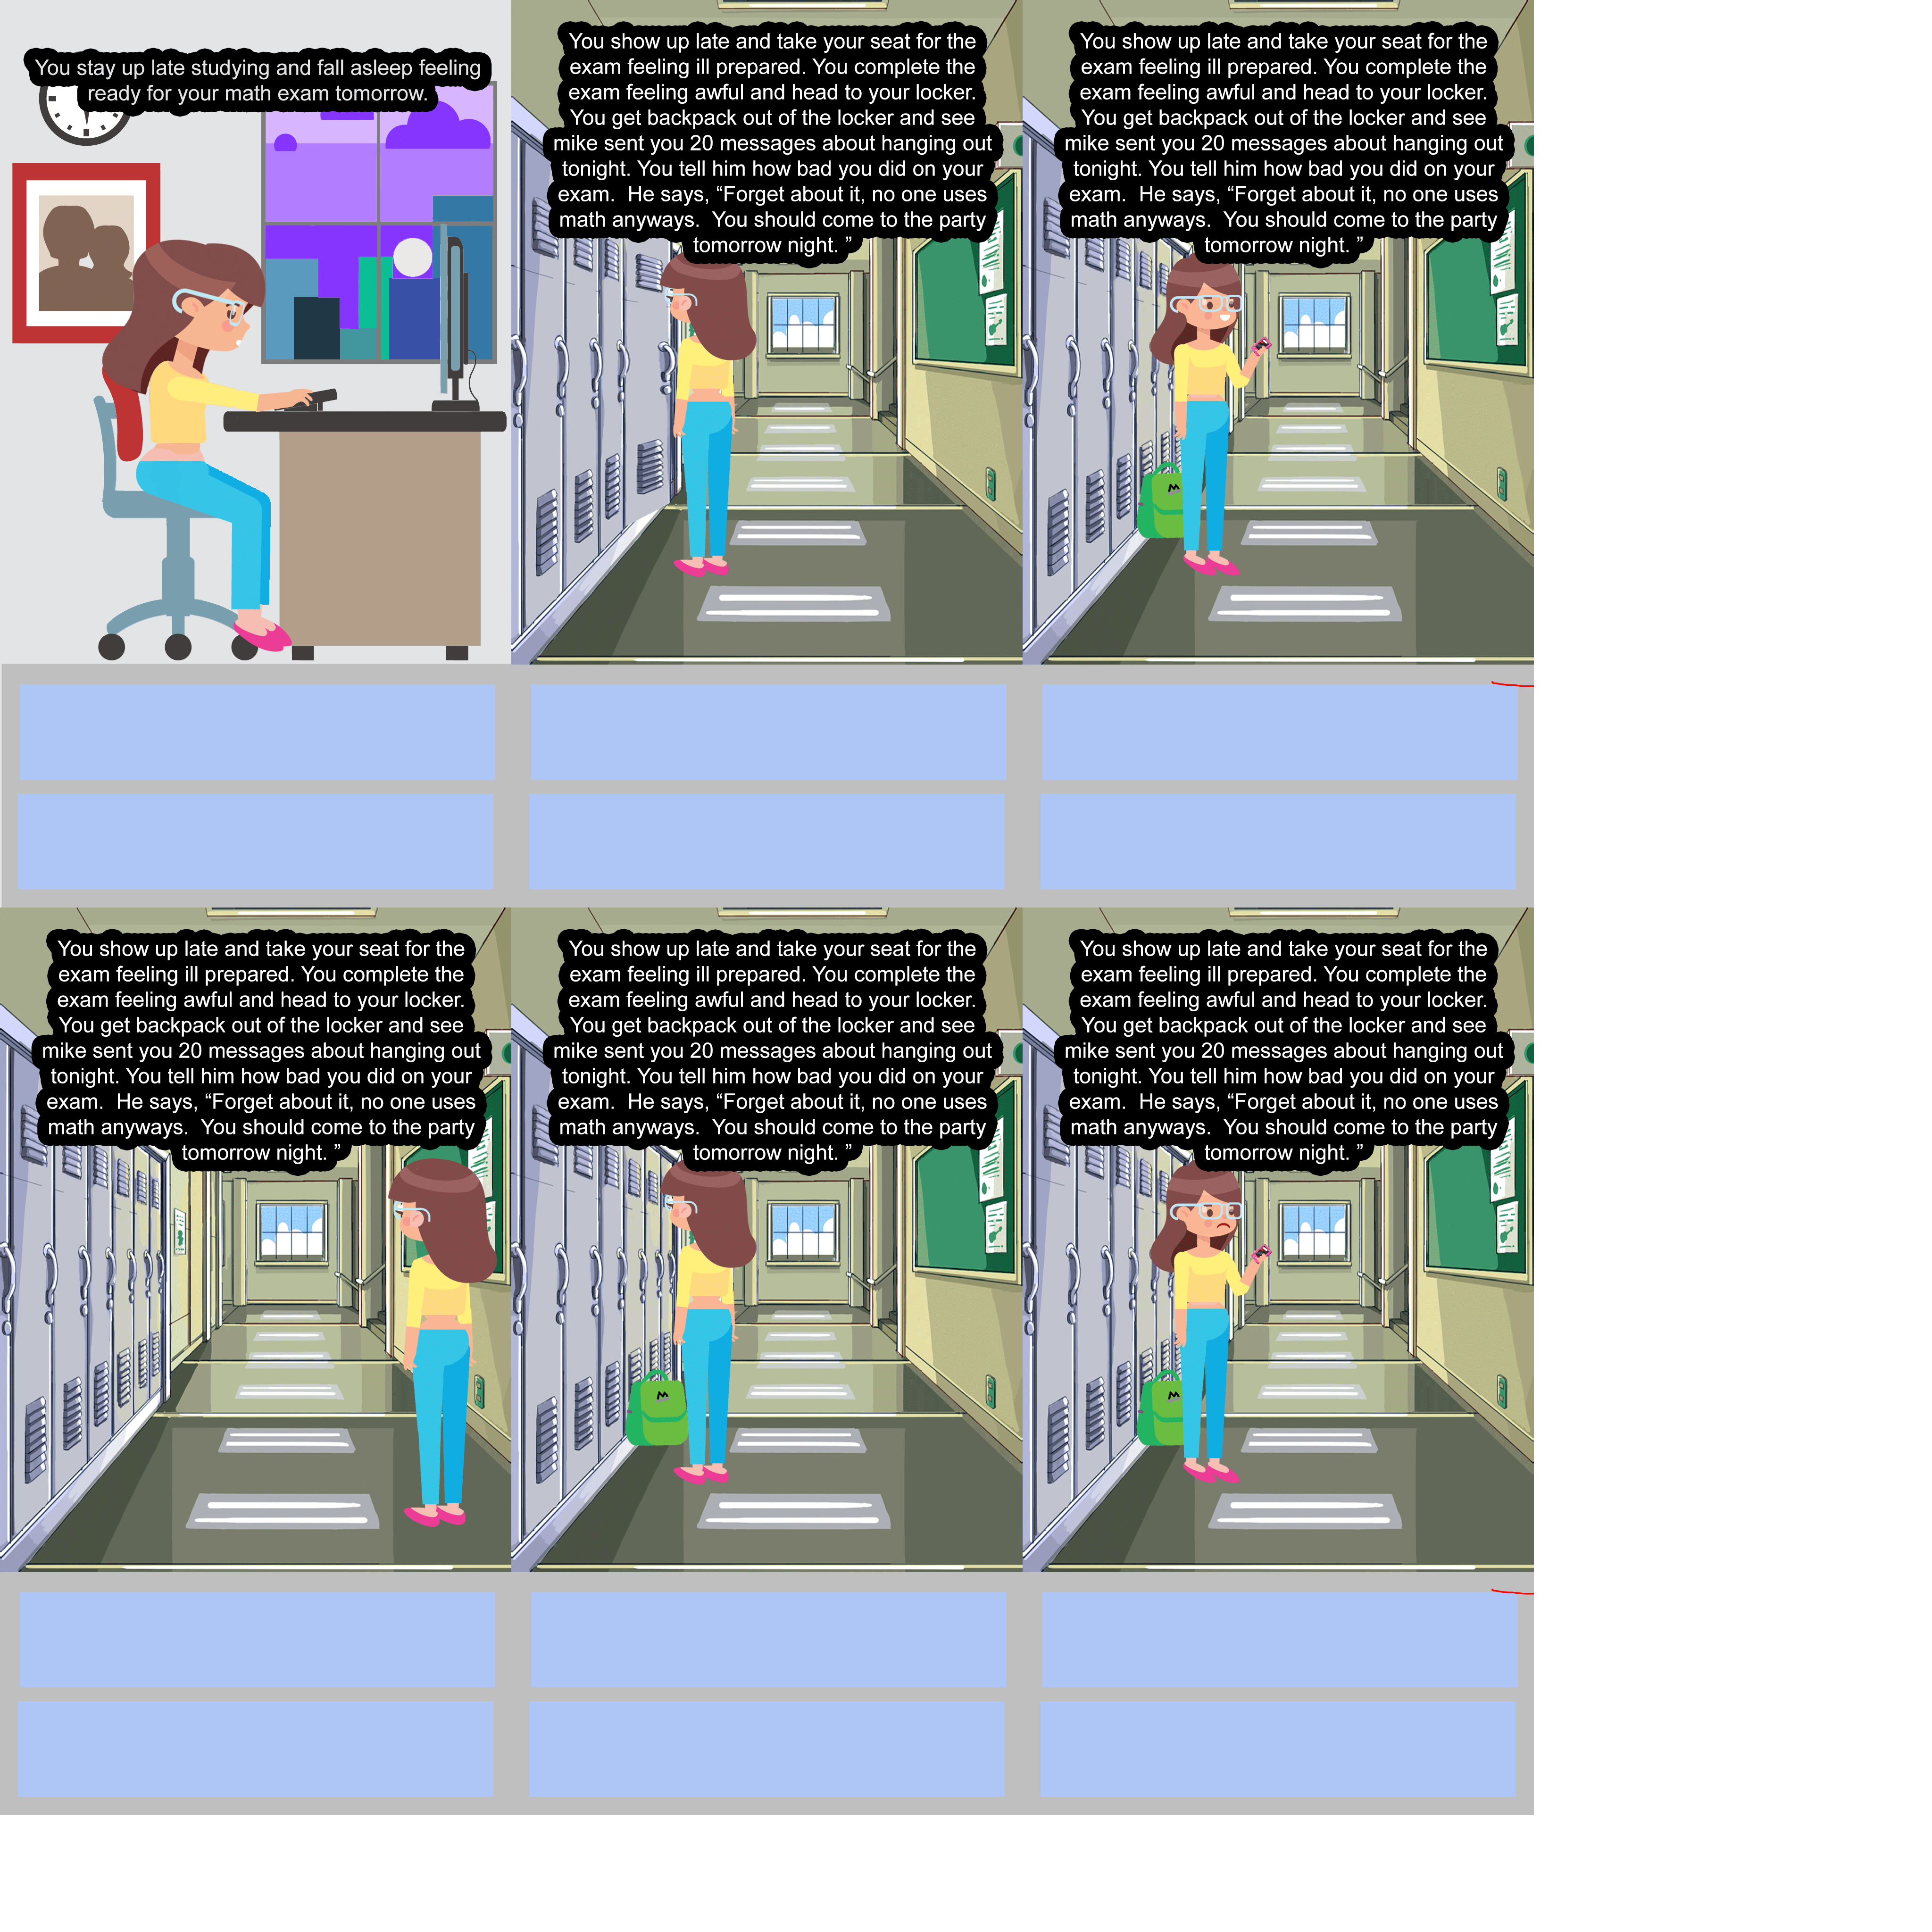 You stay up late studying and fall asleep feeling
ready for your math exam tomorrow.
You show up late and take your seat for the
exam feeling ill prepared. You complete the
exam feeling awful and head to your locker.
You get backpack out of the locker and see
mike sent you 20 messages about hanging out
tonight. You tell him how bad you did on your
exam.  He says, “Forget about it, no one uses
math anyways.  You should come to the party
tomorrow night. ”
You show up late and take your seat for the
exam feeling ill prepared. You complete the
exam feeling awful and head to your locker.
You get backpack out of the locker and see
mike sent you 20 messages about hanging out
tonight. You tell him how bad you did on your
exam.  He says, “Forget about it, no one uses
math anyways.  You should come to the party
tomorrow night. ”
You show up late and take your seat for the
exam feeling ill prepared. You complete the
exam feeling awful and head to your locker.
You get backpack out of the locker and see
mike sent you 20 messages about hanging out
tonight. You tell him how bad you did on your
exam.  He says, “Forget about it, no one uses
math anyways.  You should come to the party
tomorrow night. ”
You show up late and take your seat for the
exam feeling ill prepared. You complete the
exam feeling awful and head to your locker.
You get backpack out of the locker and see
mike sent you 20 messages about hanging out
tonight. You tell him how bad you did on your
exam.  He says, “Forget about it, no one uses
math anyways.  You should come to the party
tomorrow night. ”
You show up late and take your seat for the
exam feeling ill prepared. You complete the
exam feeling awful and head to your locker.
You get backpack out of the locker and see
mike sent you 20 messages about hanging out
tonight. You tell him how bad you did on your
exam.  He says, “Forget about it, no one uses
math anyways.  You should come to the party
tomorrow night. ”